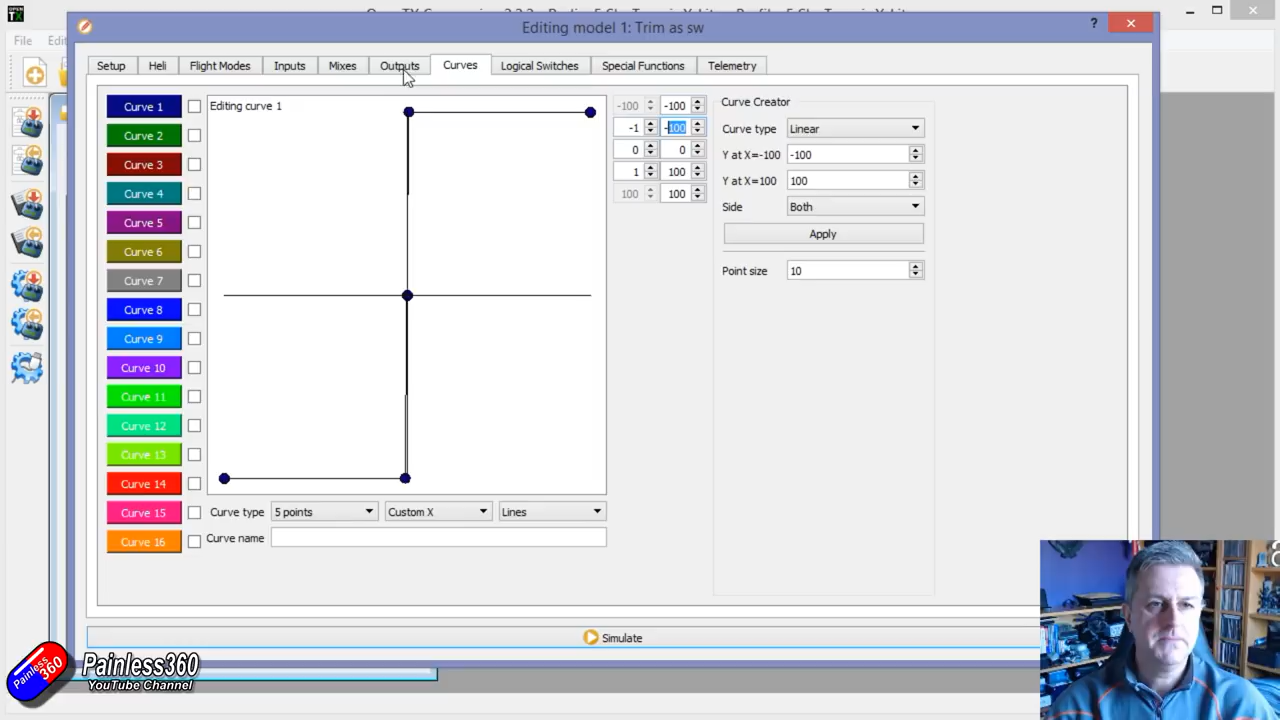 Editing model 1: Trim as sw
?
File
Setup
Heli
Flight Modes
Inputs
Mixes
Outputs
Curves
Logical Switches
Special Functions
Telemetry
Curve 1
Curve 2
Curve 3
Curve 4
Curve 5
Curve 6
Curve 7
Curve 8
Curve 9
Curve 10
Curve 11
Curve 12
Curve 13
Curve 14
Curve 15
Curve 16
Editing curve 1
-100 -100
-1 -100
0 0
1 100
100 100
Curve Creator
Curve type Linear
Y at X=-100 -100
Y at X=100 100
Side Both
Apply
Point size 10
Curve type 5 points Custom X Lines
Curve name
Simulate
Painless360
Painless360
YouTube Channel